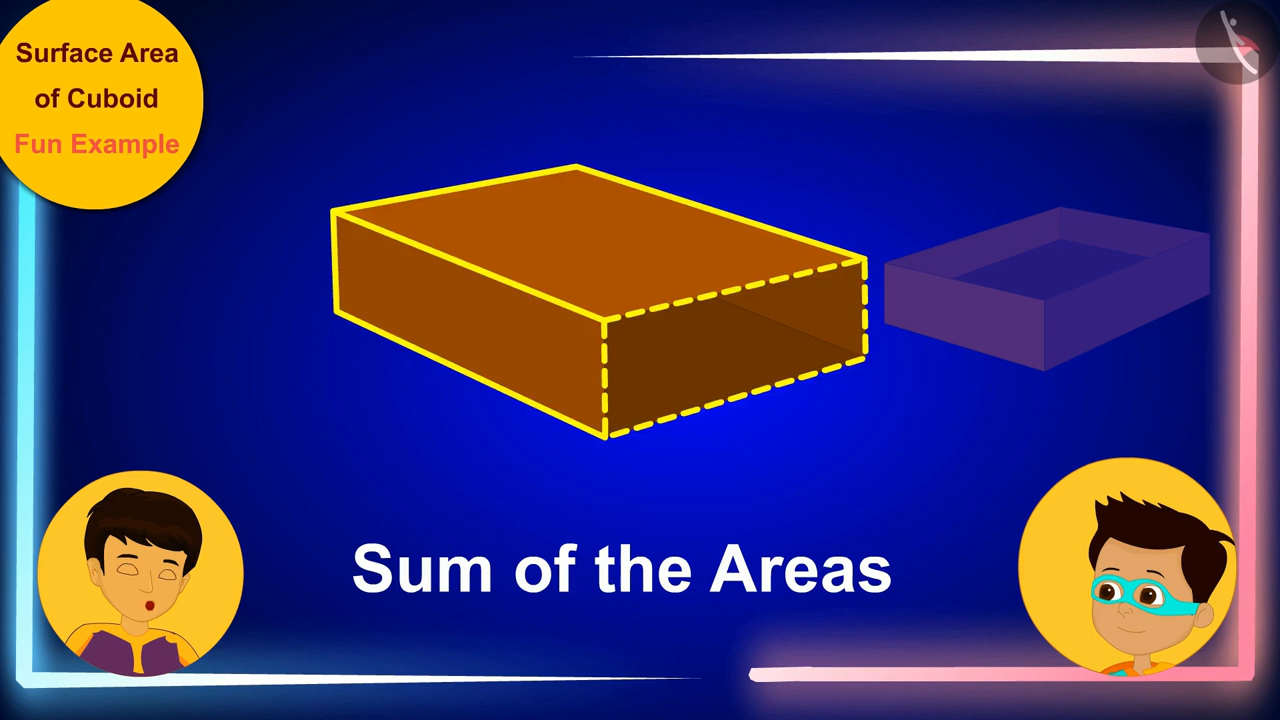 Surface Area
of Cuboid
Fun Example
Sum of the Areas